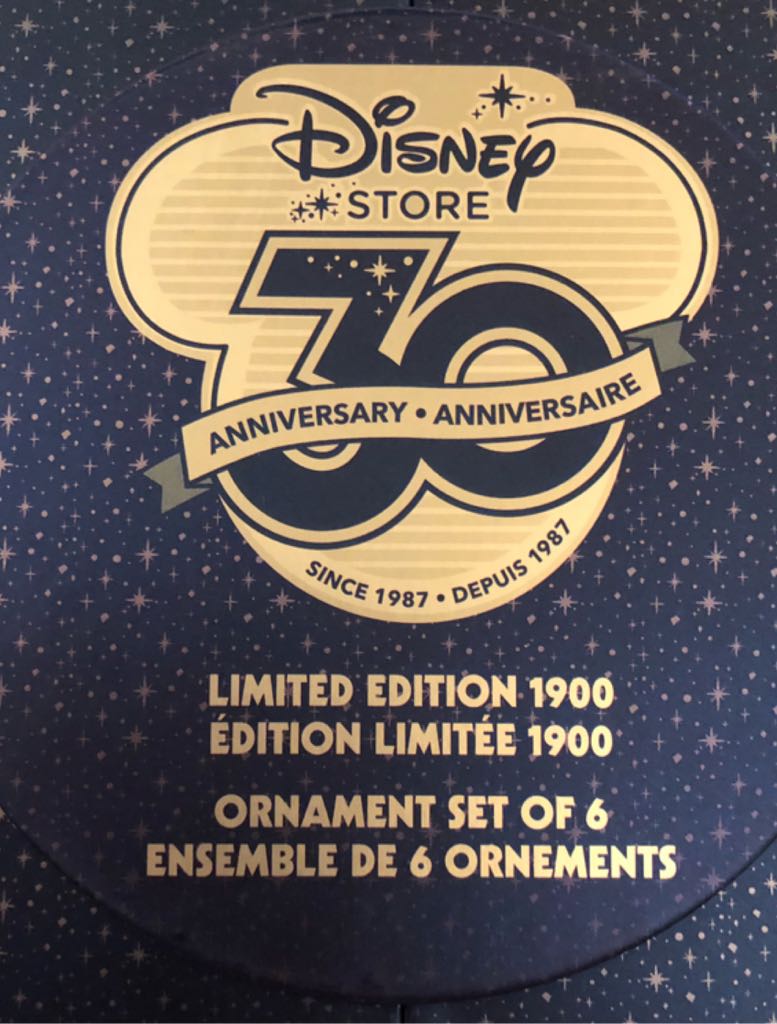 DISNEY
STORE
30
ANNIVERSARY • ANNIVERSAIRE
SINCE 1987 • DEPUIS 1987
LIMITED EDITION 1900
ÉDITION LIMITÉE 1900
ORNAMENT SET OF 6
ENSEMBLE DE 6 ORNEMENTS